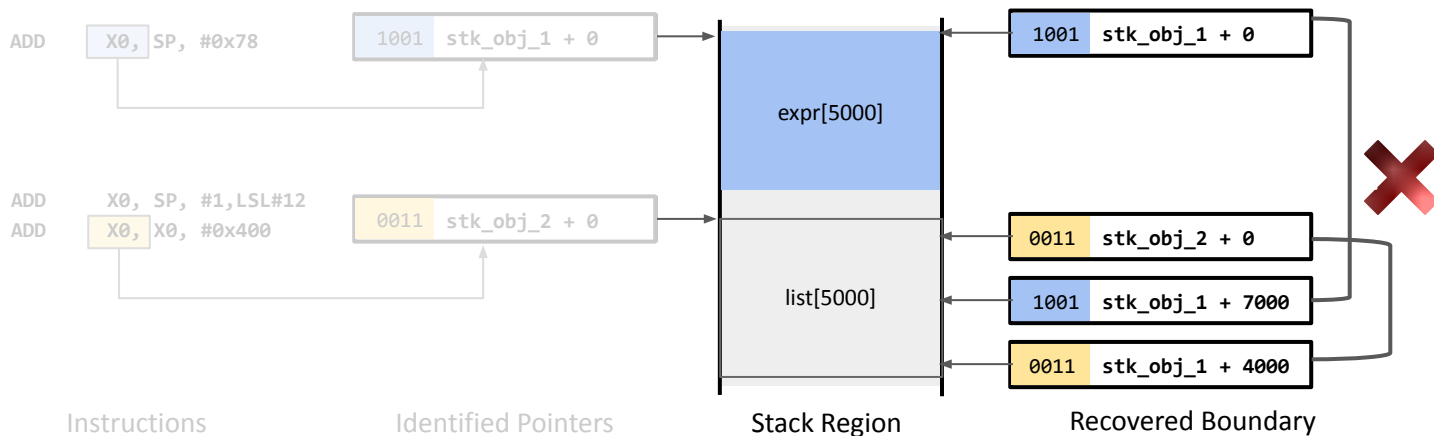 ADD X0, SP, #0x78
1001 stk_obj_1 + 0
expr[5000]
1001 stk_obj_1 + 0
ADD X0, SP, #1,LSL#12
ADD X0, X0, #0x400
0011 stk_obj_2 + 0
list[5000]
0011 stk_obj_2 + 0
1001 stk_obj_1 + 7000
0011 stk_obj_1 + 4000
Instructions
Identified Pointers
Stack Region
Recovered Boundary